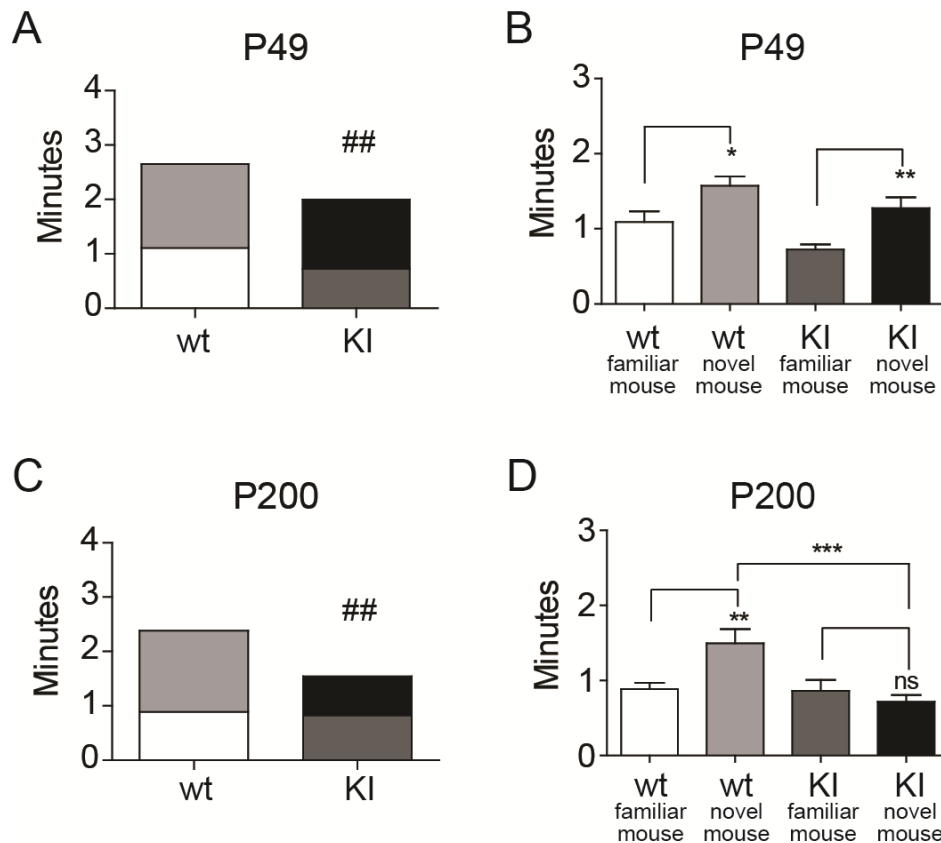 A
P49
Minutes
4
3
2
1
0
##
wt
KI
B
P49
Minutes
3
2
1
0
*
**
wt
familiar
mouse
wt
novel
mouse
KI
familiar
mouse
KI
novel
mouse
C
P200
Minutes
4
3
2
1
0
##
wt
KI
D
P200
Minutes
3
2
1
0
***
**
ns
wt
familiar
mouse
wt
novel
mouse
KI
familiar
mouse
KI
novel
mouse